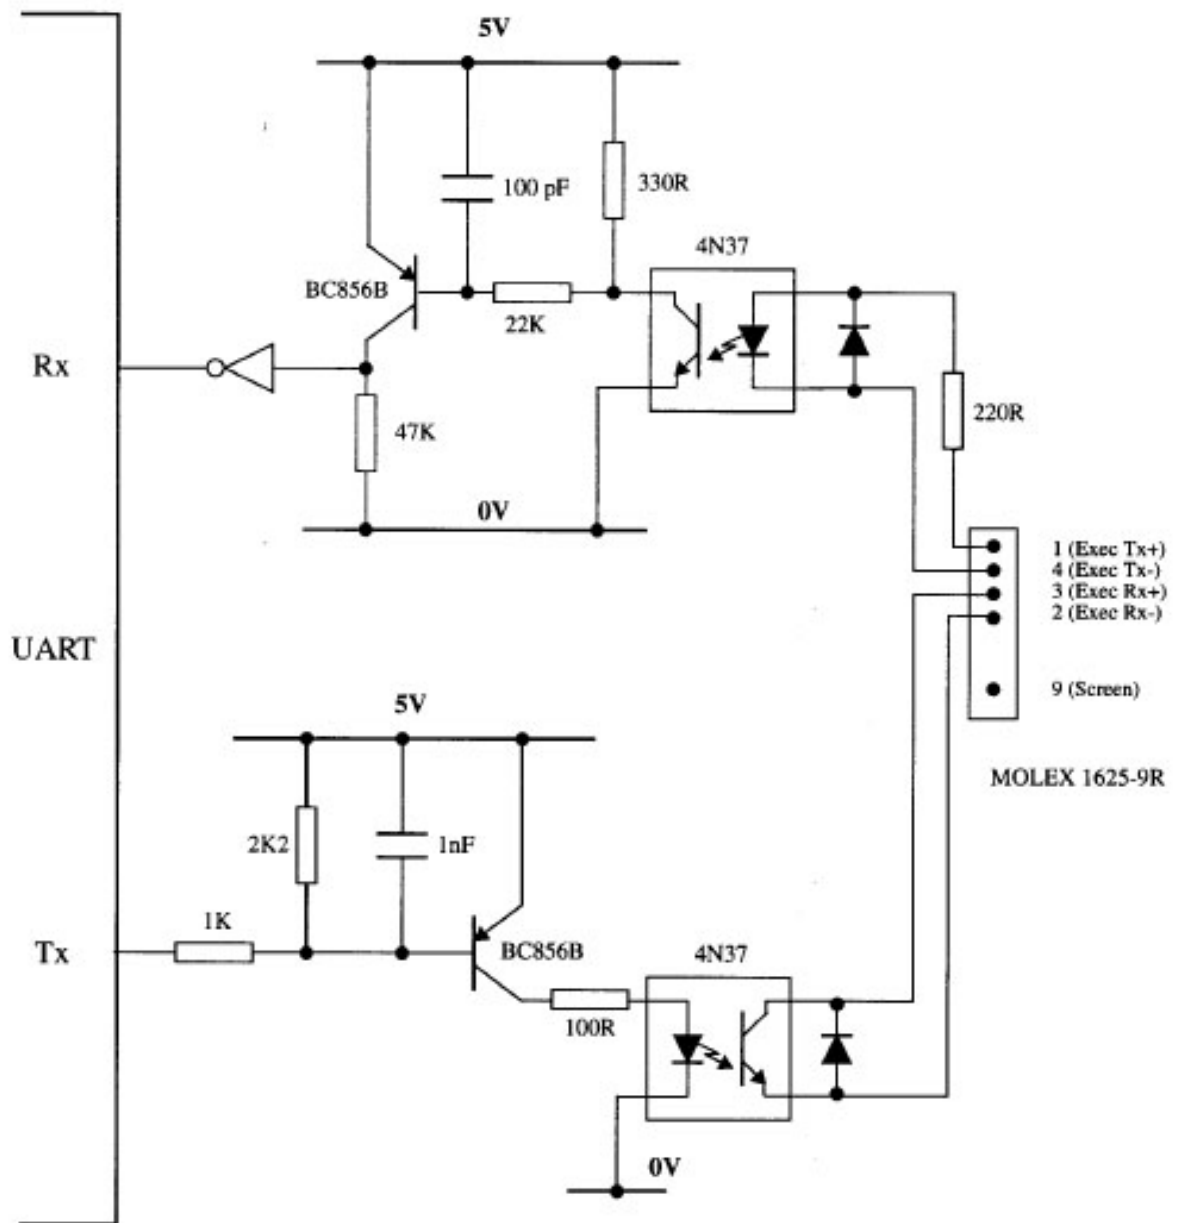 5V
100 pF
330R
4N37
BC856B
22K
Rx
220R
47K
0V
1 (Exec Tx+)
4 (Exec Tx-)
3 (Exec Rx+)
2 (Exec Rx-)
UART
9 (Screen)
5V
MOLEX 1625-9R
2K2
1nF
1K
Tx
BC856B
4N37
100R
0V